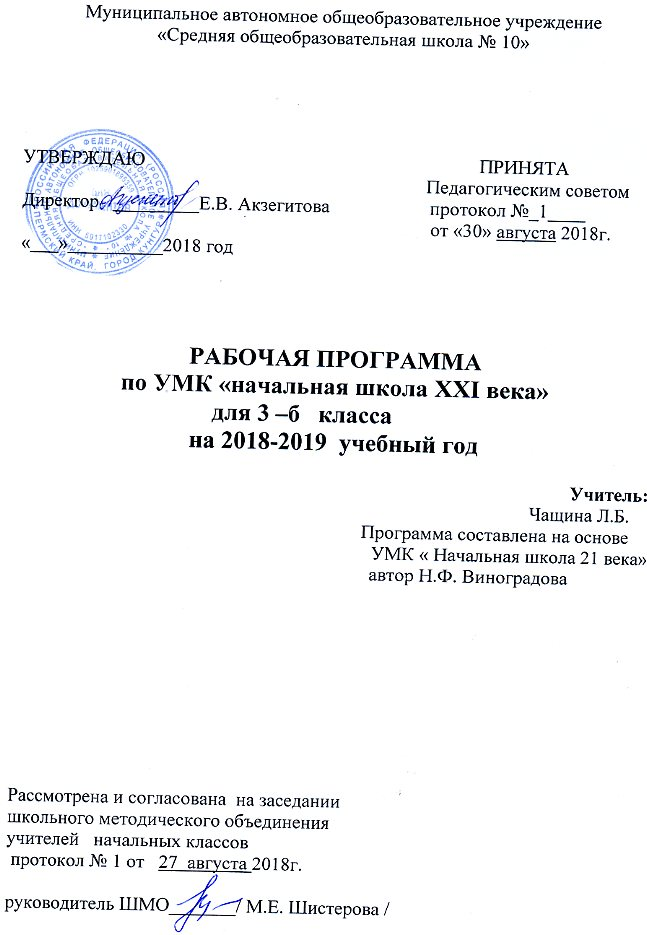 Муниципальное автономное общеобразовательное учреждение
«Средняя общеобразовательная школа № 10»
УТВЕРЖДАЮ
Директор__________Е.В. Акзегитова
«___»__________2018 год
ПРИНЯТА
Педагогическим советом
протокол №_1____
от «30» августа 2018г.
РАБОЧАЯ ПРОГРАММА
по УМК «начальная школа XXI века»
для 3 –б класса
на 2018-2019 учебный год
Учитель:
Чащина Л.Б.
Программа составлена на основе
УМК « Начальная школа 21 века»
автор Н.Ф. Виноградова
Рассмотрена и согласована на заседании
школьного методического объединения
учителей начальных классов
протокол № 1 от 27 августа 2018г.
руководитель ШМО_______/ М.Е. Шистерова /